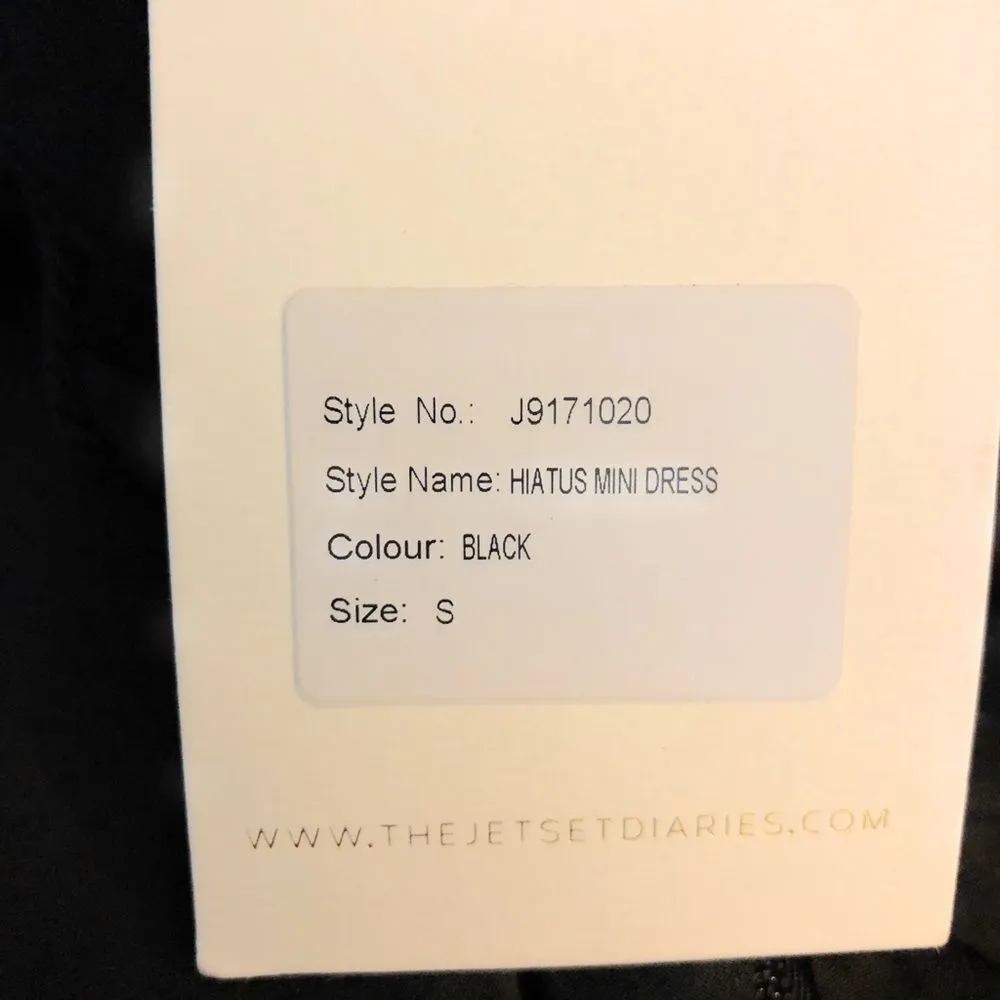 Style No.: J9171020
Style Name: HIATUS MINI DRESS
Colour: BLACK
Size: S
WWW.THEJETSETDIARIES.COM